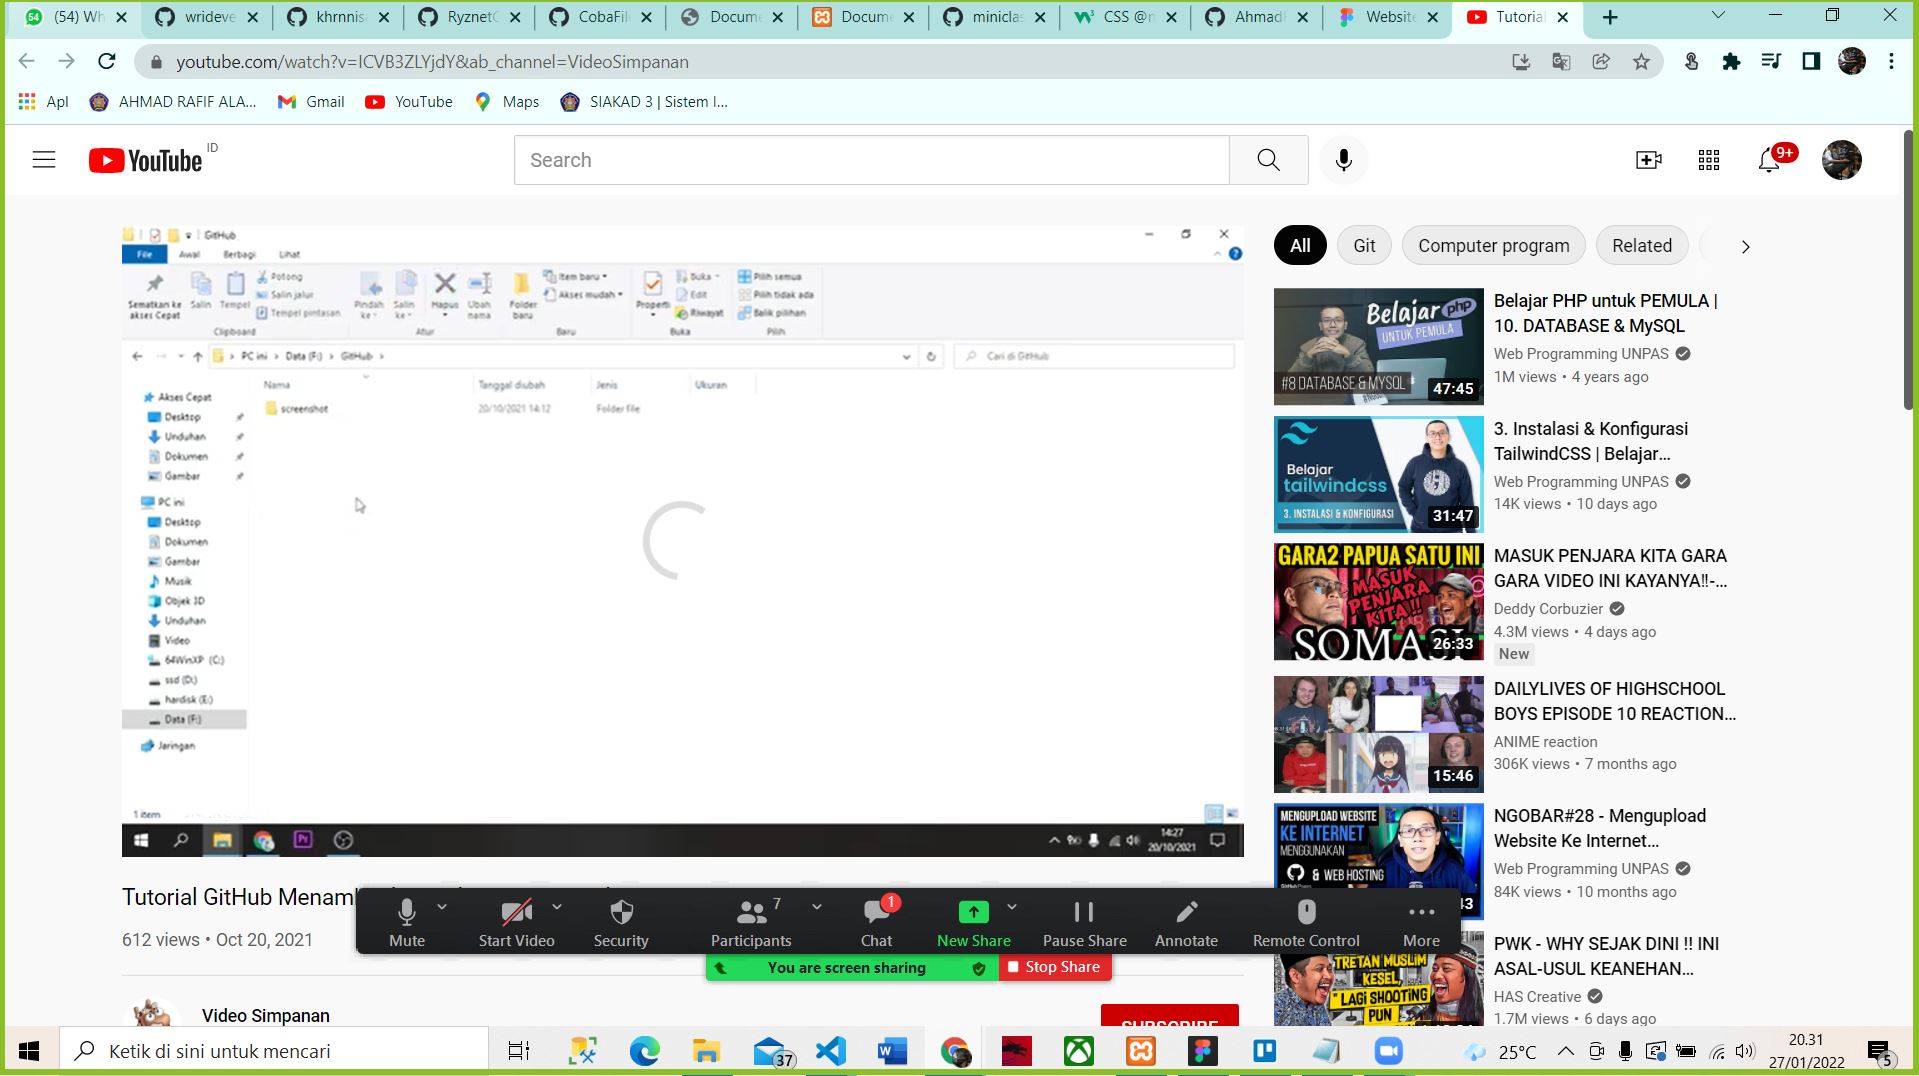 (54) Wh
wrideve
khrnnis
RyznetC
CobaFil
Docume
Docume
miniclas
CSS @m
Ahmadl
Website
Tutorial
youtube.com/watch?v=ICVB3ZLYjdY&ab_channel=VideoSimpanan
Apl
AHMAD RAFIF ALA...
Gmail
YouTube
Maps
SIAKAD 3 | Sistem I...
YouTube ID
Search
9+
GitHub
File Awal Berbagi Lihat
Sematkan ke akses Cepat
Salin
Tempel
Potong
Salin jalur
Tempel pintasan
Clipboard
Pindah ke
Salin ke
Hapus
Ubah nama
Atur
Folder baru
Item baru
Akses mudah
Baru
Properti
Buka
Edit
Riwayat
Buka
Pilih semua
Pilih tidak ada
Balik pilihan
Pilih
PC ini > Data (F:) > GitHub >
Cari di GitHub
Nama Tanggal diubah Jenis Ukuran
screenshot 20/10/2021 14:12 Folder file
Akses Cepat
Desktop
Unduhan
Dokumen
Gambar
PC ini
Desktop
Dokumen
Gambar
Musik
Objek 3D
Unduhan
Video
64WinXP (C:)
ssd (D:)
hardisk (E:)
Data (F:)
Jaringan
1 item
14:27
20/10/2021
Tutorial GitHub Menam
612 views • Oct 20, 2021
Video Simpanan
SUBSCRIBE
All
Git
Computer program
Related
Belajar php
UNTUK PEMULA
#8 DATABASE & MYSQL
47:45
Belajar PHP untuk PEMULA |
10. DATABASE & MySQL
Web Programming UNPAS
1M views • 4 years ago
Belajar
tailwindcss
3. INSTALASI & KONFIGURASI
31:47
3. Instalasi & Konfigurasi
TailwindCSS | Belajar...
Web Programming UNPAS
14K views • 10 days ago
GARA2 PAPUA SATU INI
MASUK PENJARA KITA !!
SOMASI
26:33
MASUK PENJARA KITA GARA
GARA VIDEO INI KAYANYA!!-...
Deddy Corbuzier
4.3M views • 4 days ago
New
15:46
DAILYLIVES OF HIGHSCHOOL
BOYS EPISODE 10 REACTION...
ANIME reaction
306K views • 7 months ago
MENGUPLOAD WEBSITE
KE INTERNET
MENGGUNAKAN
& WEB HOSTING
43
NGOBAR#28 - Mengupload
Website Ke Internet...
Web Programming UNPAS
84K views • 10 months ago
TRETAN MUSLIM
KESEL,
"LAGI SHOOTING
PUN
PWK - WHY SEJAK DINI !! INI
ASAL-USUL KEANEHAN...
HAS Creative
1.7M views • 6 days ago
Mute
Start Video
Security
Participants 7
Chat 1
New Share
Pause Share
Annotate
Remote Control
More
You are screen sharing
Stop Share
Ketik di sini untuk mencari
37
25°C
20.31
27/01/2022
5